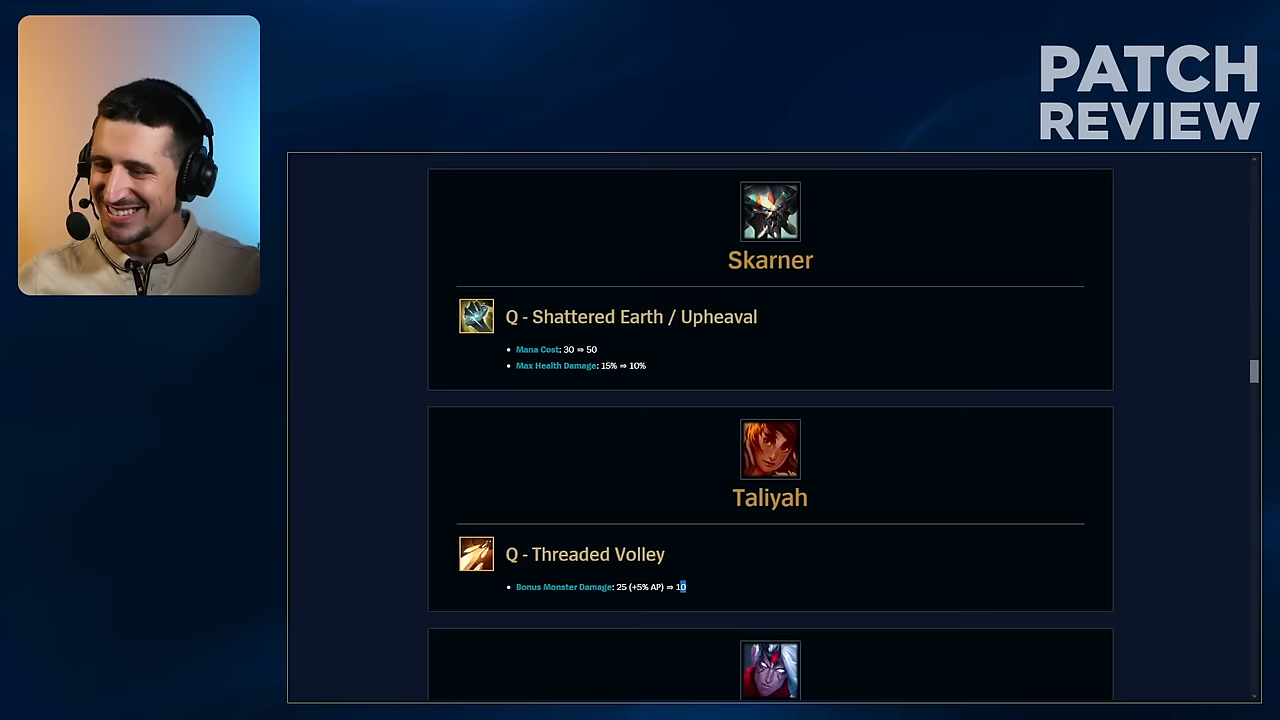 PATCH
REVIEW
Skarner
Q - Shattered Earth / Upheaval
• Mana Cost: 30 ⇒ 50
• Max Health Damage: 15% ⇒ 10%
Taliyah
Q - Threaded Volley
• Bonus Monster Damage: 25 (+5% AP) ⇒ 10